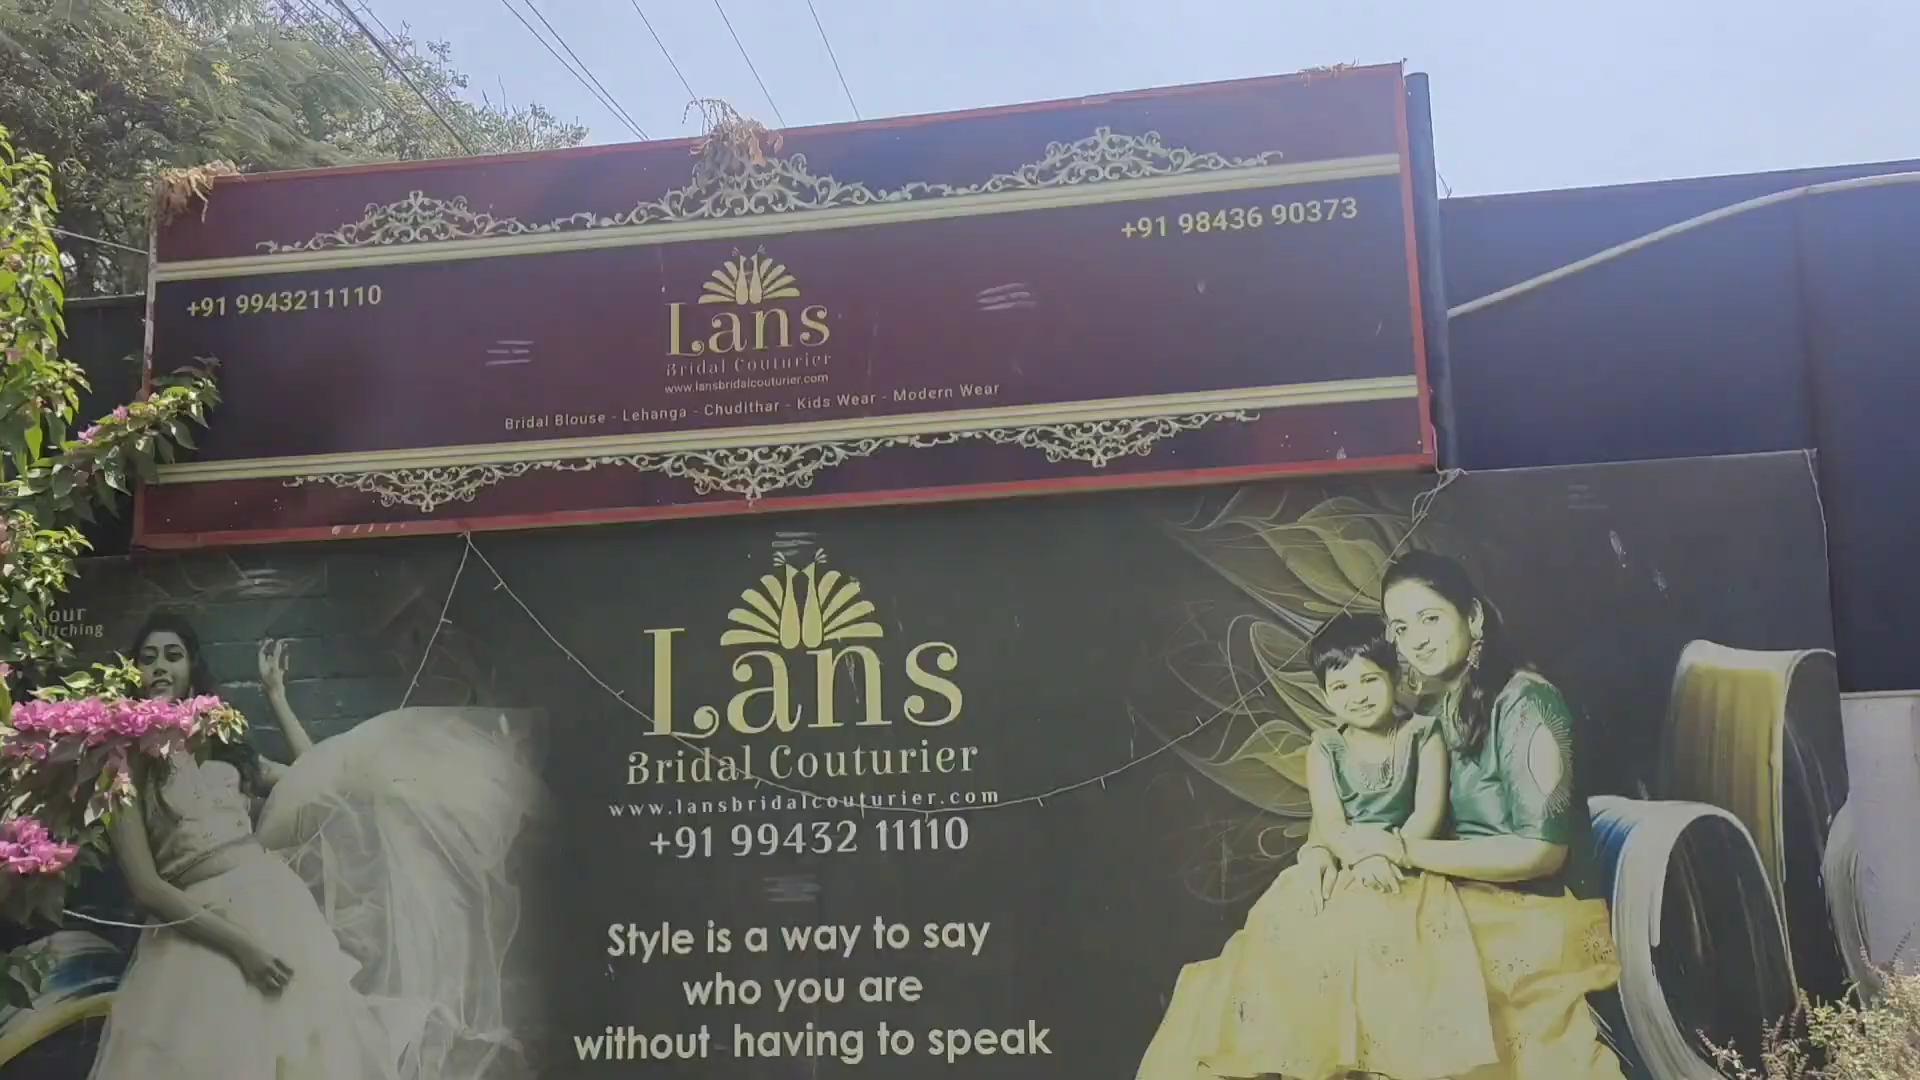 +91 98436 90373
+91 9943211110
Lans
Bridal Couturier
www.lansbridalcouturier.com
Bridal Blouse - Lehanga - Chudithar - Kids Wear - Modern Wear
our
Lans
Bridal Couturier
www.lansbridalcouturier.com
+91 99432 11110
Style is a way to say
who you are
without having to speak